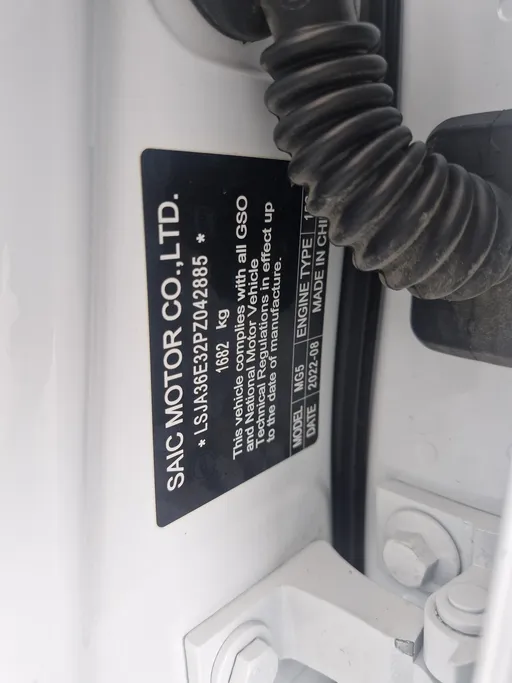 SAIC MOTOR CO.,LTD.
* LSJA36E32PZ042885 *
1682 kg
This vehicle complies with all GSO
and National Motor Vehicle
Technical Regulations in effect up
to the date of manufacture.
MODEL MG5 ENGINE TYPE
DATE 2022-08 MADE IN